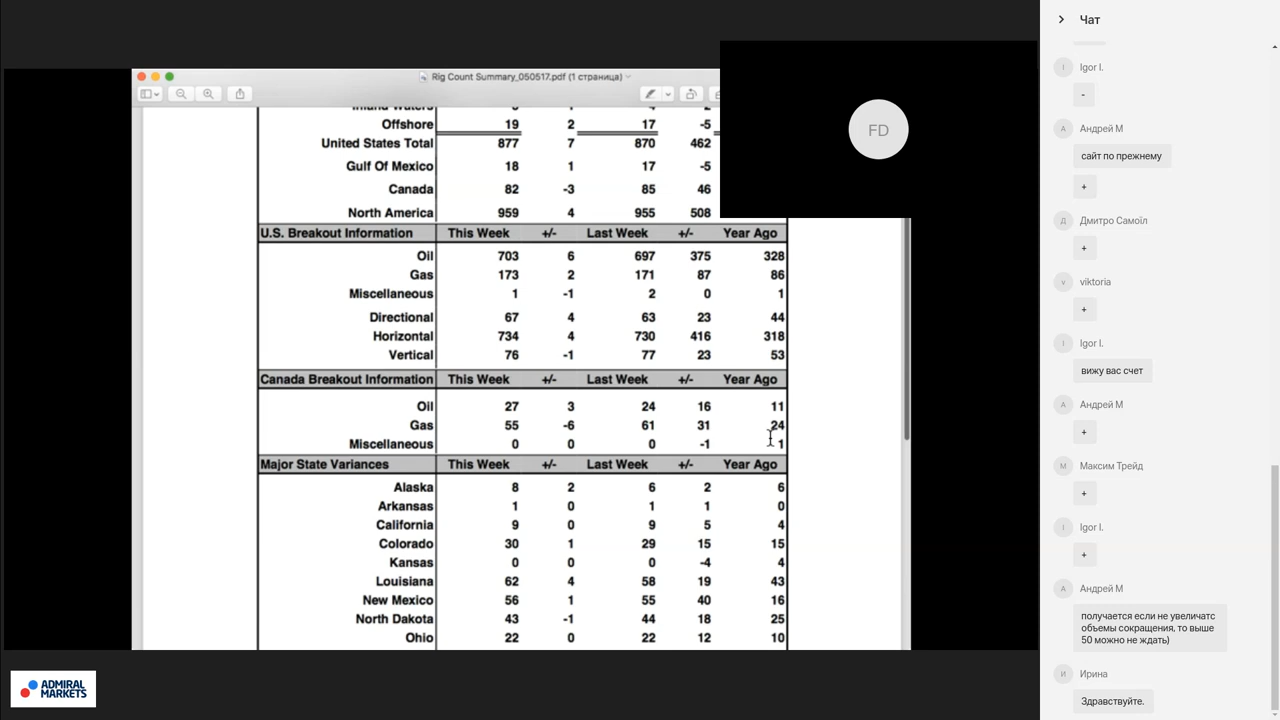 Rig Count Summary_050517.pdf (1 страница)
Offshore 19 2 17 -5
United States Total 877 7 870 462
Gulf Of Mexico 18 1 17 -5
Canada 82 -3 85 46
North America 959 4 955 508
U.S. Breakout Information This Week +/- Last Week +/- Year Ago
Oil 703 6 697 375 328
Gas 173 2 171 87 86
Miscellaneous 1 -1 2 0 1
Directional 67 4 63 23 44
Horizontal 734 4 730 416 318
Vertical 76 -1 77 23 53
Canada Breakout Information This Week +/- Last Week +/- Year Ago
Oil 27 3 24 16 11
Gas 55 -6 61 31 24
Miscellaneous 0 0 0 -1 1
Major State Variances This Week +/- Last Week +/- Year Ago
Alaska 8 2 6 2 6
Arkansas 1 0 1 1 0
California 9 0 9 5 4
Colorado 30 1 29 15 15
Kansas 0 0 0 -4 4
Louisiana 62 4 58 19 43
New Mexico 56 1 55 40 16
North Dakota 43 -1 44 18 25
Ohio 22 0 22 12 10
FD
ADMIRAL
MARKETS
Чат
I Igor I.
-
А Андрей М
сайт по прежнему
+
Д Дмитро Самоїл
+
v viktoria
+
I Igor I.
вижу вас счет
А Андрей М
+
М Максим Трейд
+
I Igor I.
+
А Андрей М
получается если не увеличатс
объемы сокращения, то выше
50 можно не ждать)
И Ирина
Здравствуйте.